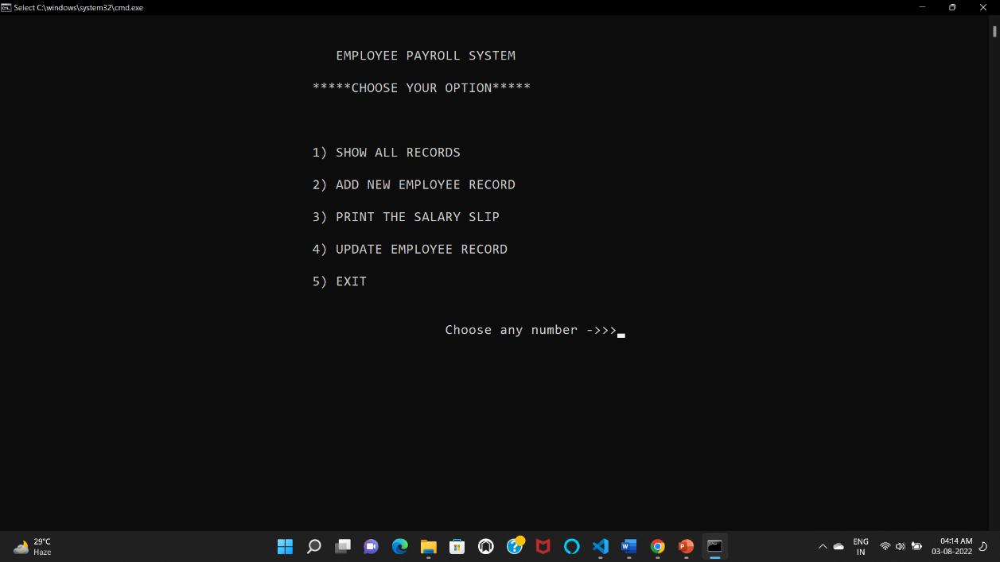 Select C:\windows\system32\cmd.exe
EMPLOYEE PAYROLL SYSTEM
*****CHOOSE YOUR OPTION*****
1) SHOW ALL RECORDS
2) ADD NEW EMPLOYEE RECORD
3) PRINT THE SALARY SLIP
4) UPDATE EMPLOYEE RECORD
5) EXIT
Choose any number ->>>
29°C
Haze
ENG
IN
04:14 AM
03-08-2022